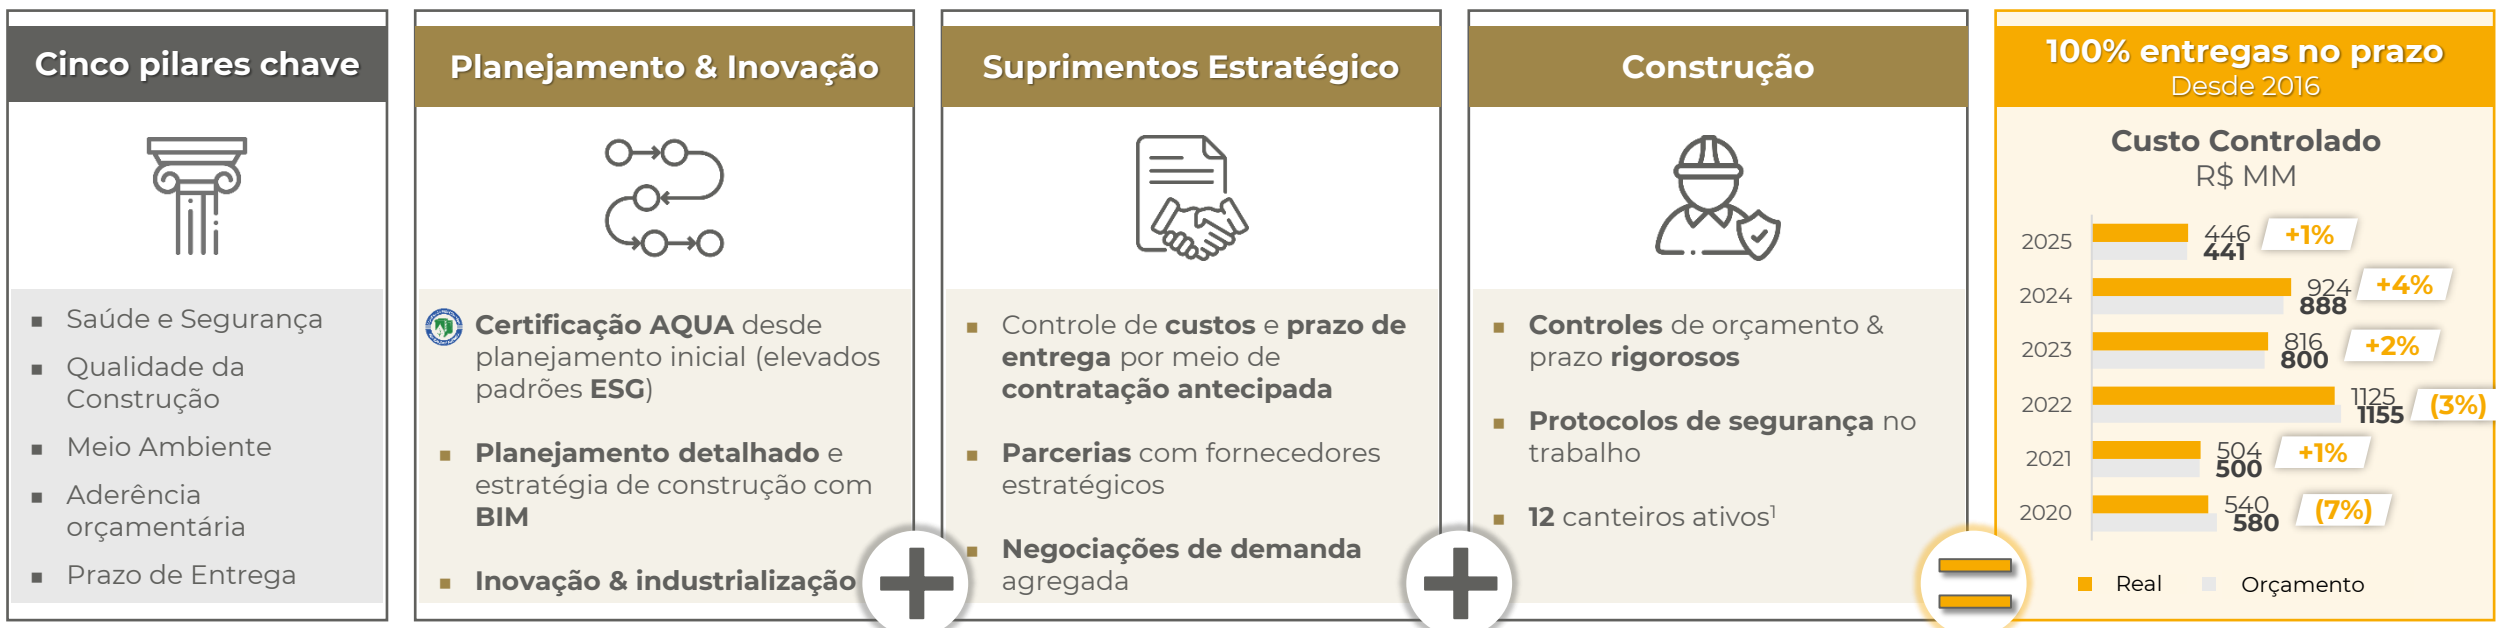 Cinco pilares chave
Saúde e Segurança
Qualidade da
Construção
Meio Ambiente
Aderência
orçamentária
Prazo de Entrega
Planejamento & Inovação
Certificação AQUA desde
planejamento inicial (elevados
padrões ESG)
Planejamento detalhado e
estratégia de construção com
BIM
Inovação & industrialização
Suprimentos Estratégico
Controle de custos e prazo de
entrega por meio de
contratação antecipada
Parcerias com fornecedores
estratégicos
Negociações de demanda
agregada
Construção
Controles de orçamento &
prazo rigorosos
Protocolos de segurança no
trabalho
12 canteiros ativos¹
100% entregas no prazo
Desde 2016
Custo Controlado
R$ MM
2025 446 +1%
441
2024 924 +4%
888
2023 816 +2%
800
2022 1125 (3%)
1155
2021 504 +1%
500
2020 540 (7%)
580
Real Orçamento